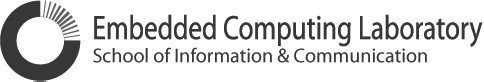 Embedded Computing Laboratory
School of Information & Communication